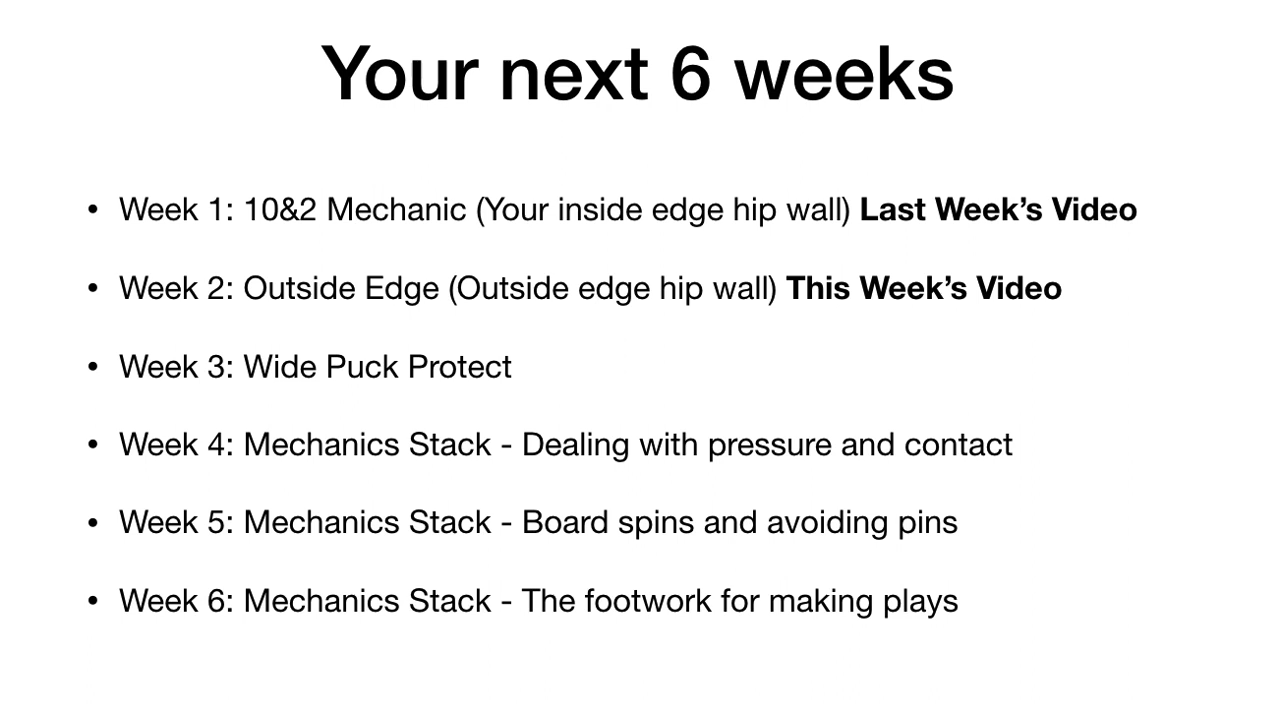 Your next 6 weeks
• Week 1: 10&2 Mechanic (Your inside edge hip wall) Last Week’s Video
• Week 2: Outside Edge (Outside edge hip wall) This Week’s Video
• Week 3: Wide Puck Protect
• Week 4: Mechanics Stack - Dealing with pressure and contact
• Week 5: Mechanics Stack - Board spins and avoiding pins
• Week 6: Mechanics Stack - The footwork for making plays